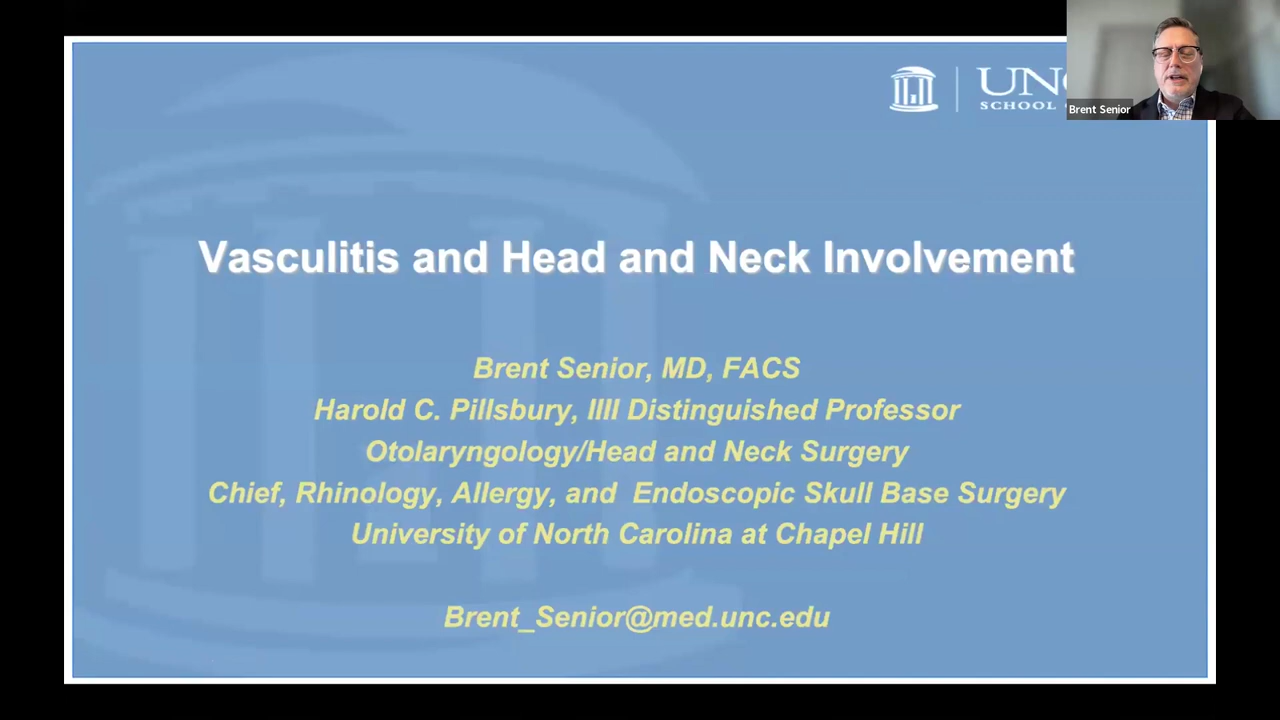 UNC
SCHOOL
Brent Senior
Vasculitis and Head and Neck Involvement
Brent Senior, MD, FACS
Harold C. Pillsbury, IIII Distinguished Professor
Otolaryngology/Head and Neck Surgery
Chief, Rhinology, Allergy, and Endoscopic Skull Base Surgery
University of North Carolina at Chapel Hill
Brent_Senior@med.unc.edu